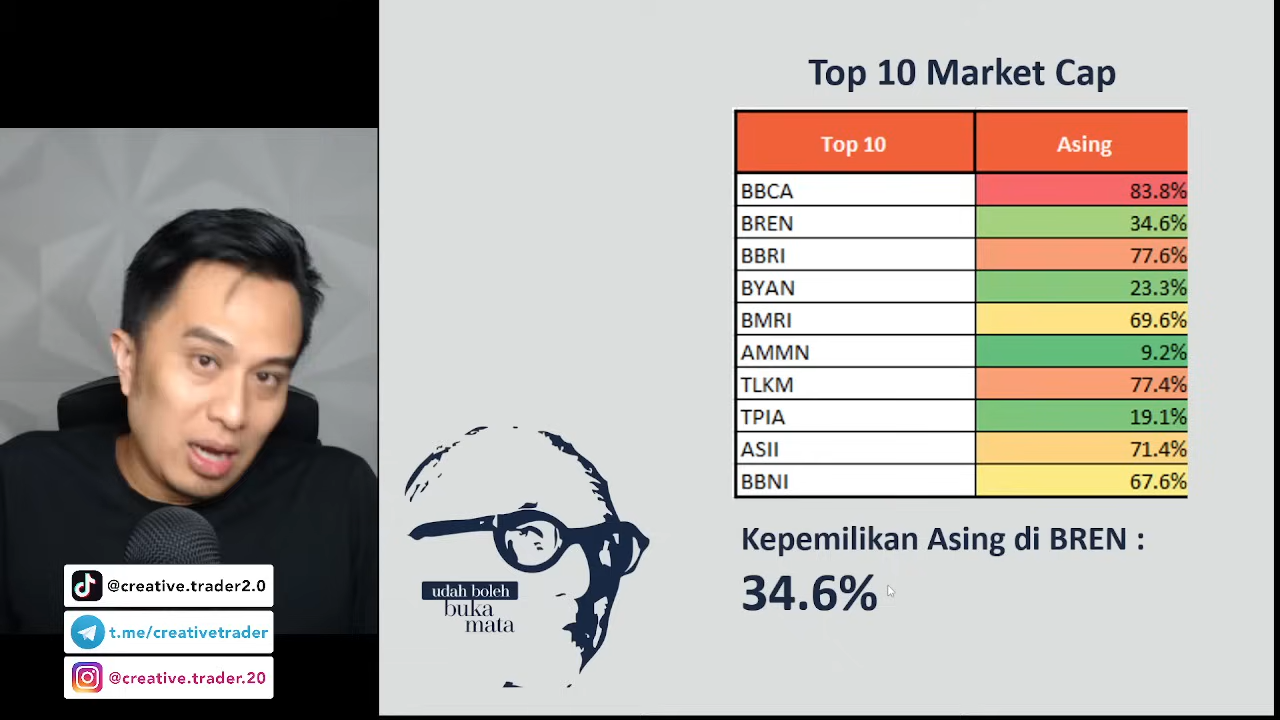 Top 10 Market Cap
Top 10 Asing
BBCA 83.8%
BREN 34.6%
BBRI 77.6%
BYAN 23.3%
BMRI 69.6%
AMMN 9.2%
TLKM 77.4%
TPIA 19.1%
ASII 71.4%
BBNI 67.6%
Kepemilikan Asing di BREN :
34.6%
udah boleh
buka
mata
@creative.trader2.0
t.me/creativetrader
@creative.trader.20